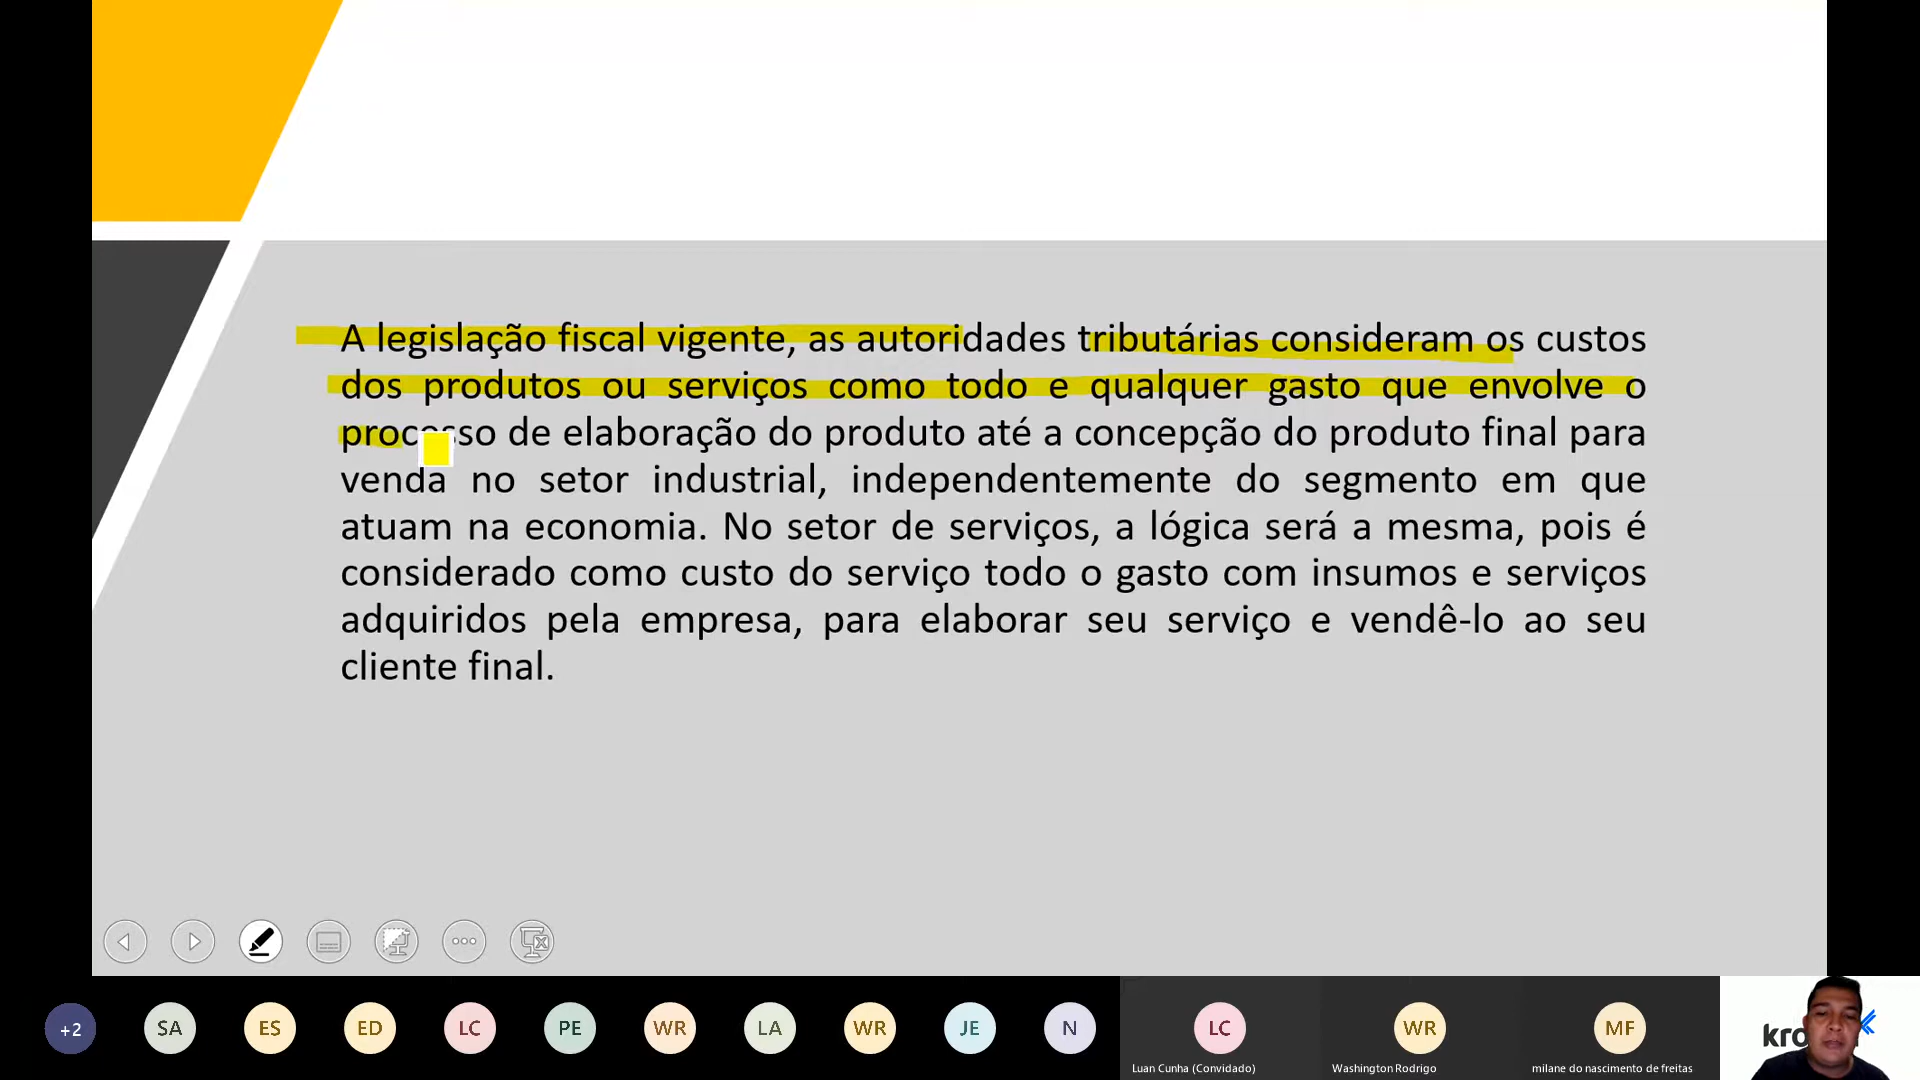 A legislação fiscal vigente, as autoridades tributárias consideram os custos
dos produtos ou serviços como todo e qualquer gasto que envolve o
processo de elaboração do produto até a concepção do produto final para
venda no setor industrial, independentemente do segmento em que
atuam na economia. No setor de serviços, a lógica será a mesma, pois é
considerado como custo do serviço todo o gasto com insumos e serviços
adquiridos pela empresa, para elaborar seu serviço e vendê-lo ao seu
cliente final.
+2 SA ES ED LC PE WR LA WR JE N LC WR MF
Luan Cunha (Convidado) Washington Rodrigo milane do nascimento de freitas